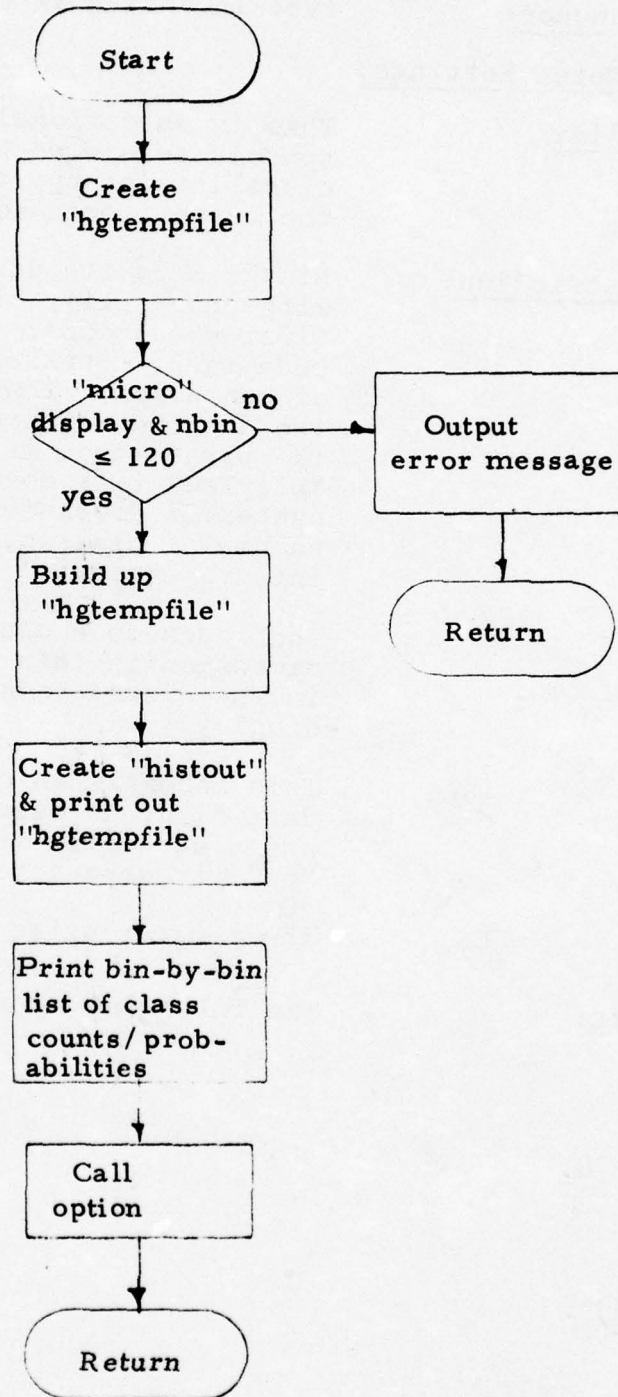 Start
Create
"hgtempfile"
"micro"
display & nbin
≤ 120
no
yes
Output
error message
Return
Build up
"hgtempfile"
Create "histout"
& print out
"hgtempfile"
Print bin-by-bin
list of class
counts/ prob-
abilities
Call
option
Return